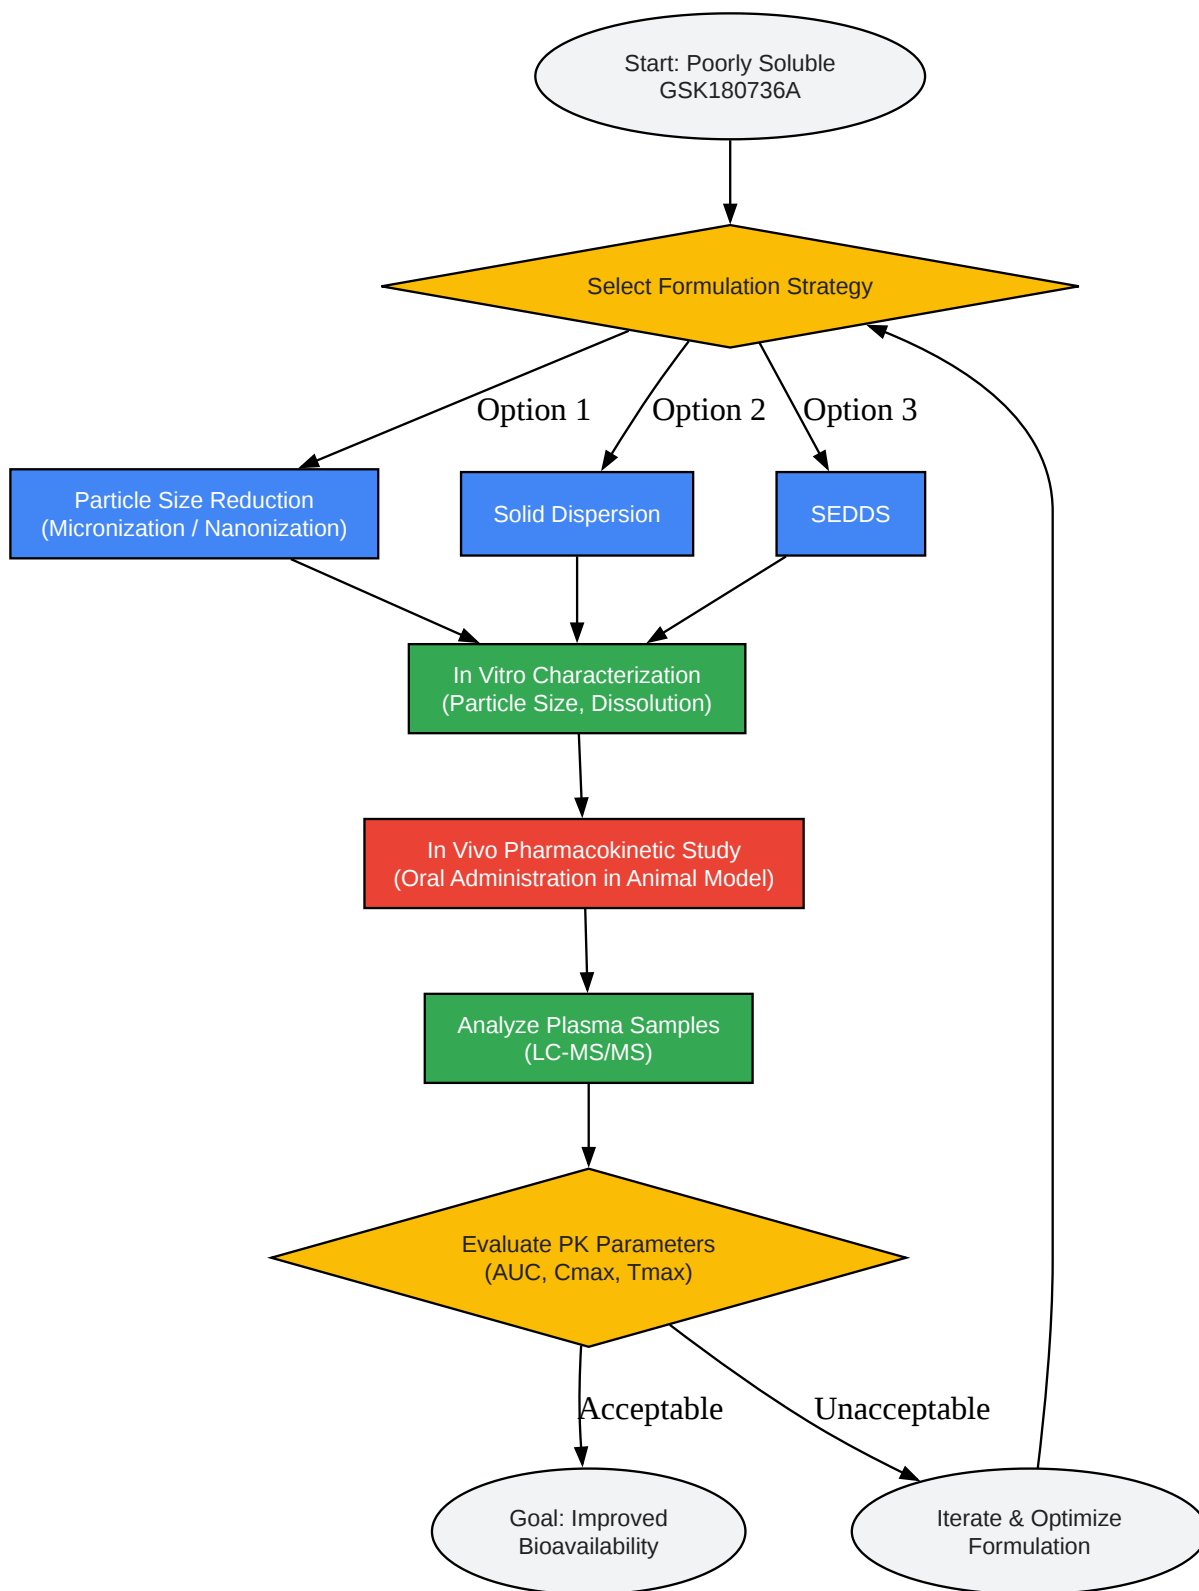 Start: Poorly Soluble
GSK180736A
Select Formulation Strategy
Option 1
Option 2
Option 3
Particle Size Reduction
(Micronization / Nanonization)
Solid Dispersion
SEDDS
In Vitro Characterization
(Particle Size, Dissolution)
In Vivo Pharmacokinetic Study
(Oral Administration in Animal Model)
Analyze Plasma Samples
(LC-MS/MS)
Evaluate PK Parameters
(AUC, Cmax, Tmax)
Acceptable
Unacceptable
Goal: Improved
Bioavailability
Iterate & Optimize
Formulation